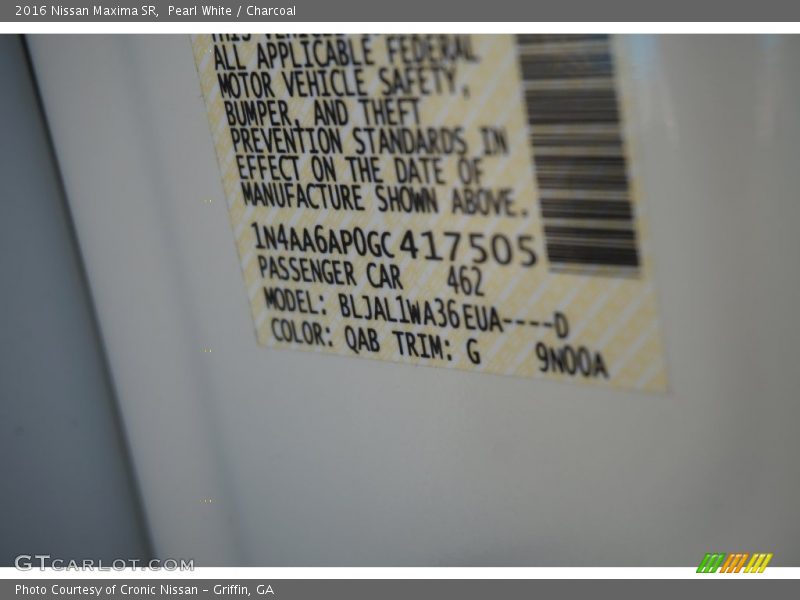 2016 Nissan Maxima SR, Pearl White / Charcoal
THIS
ALL APPLICABLE FEDERAL
MOTOR VEHICLE SAFETY,
BUMPER, AND THEFT
PREVENTION STANDARDS IN
EFFECT ON THE DATE OF
MANUFACTURE SHOWN ABOVE.
1N4AA6AP0GC417505
PASSENGER CAR 462
MODEL: BLJAL1WA36EUA----D
COLOR: QAB TRIM: G 9N00A
GTCARLOT.COM
Photo Courtesy of Cronic Nissan - Griffin, GA